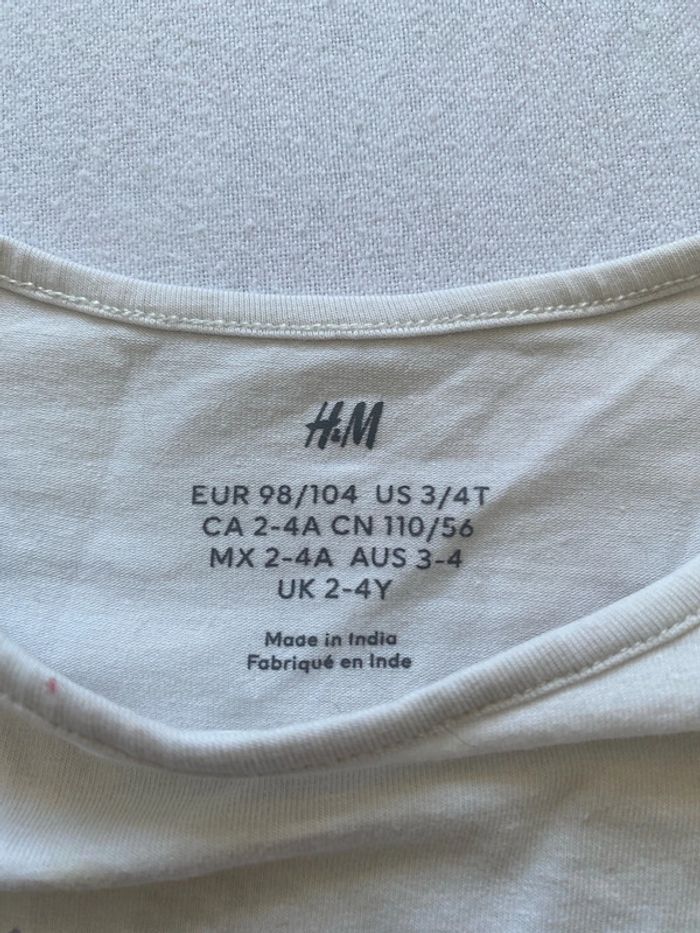 H&M
EUR 98/104 US 3/4T
CA 2-4A CN 110/56
MX 2-4A AUS 3-4
UK 2-4Y
Made in India
Fabriqué en Inde